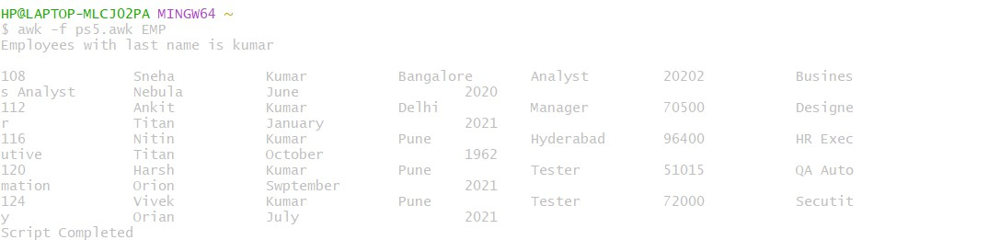 HP@LAPTOP-MLCJO2PA MINGW64 ~
$ awk -f ps5.awk EMP
Employees with last name is kumar
108 Sneha Kumar Bangalore Analyst 20202 Busines
s Analyst Nebula June 2020
112 Ankit Kumar Delhi Manager 70500 Designe
r Titan January 2021
116 Nitin Kumar Pune Hyderabad 96400 HR Exec
utive Titan October 1962
120 Harsh Kumar Pune Tester 51015 QA Auto
mation Orion Swptember 2021
124 Vivek Kumar Pune Tester 72000 Secutit
y Orian July 2021
Script Completed